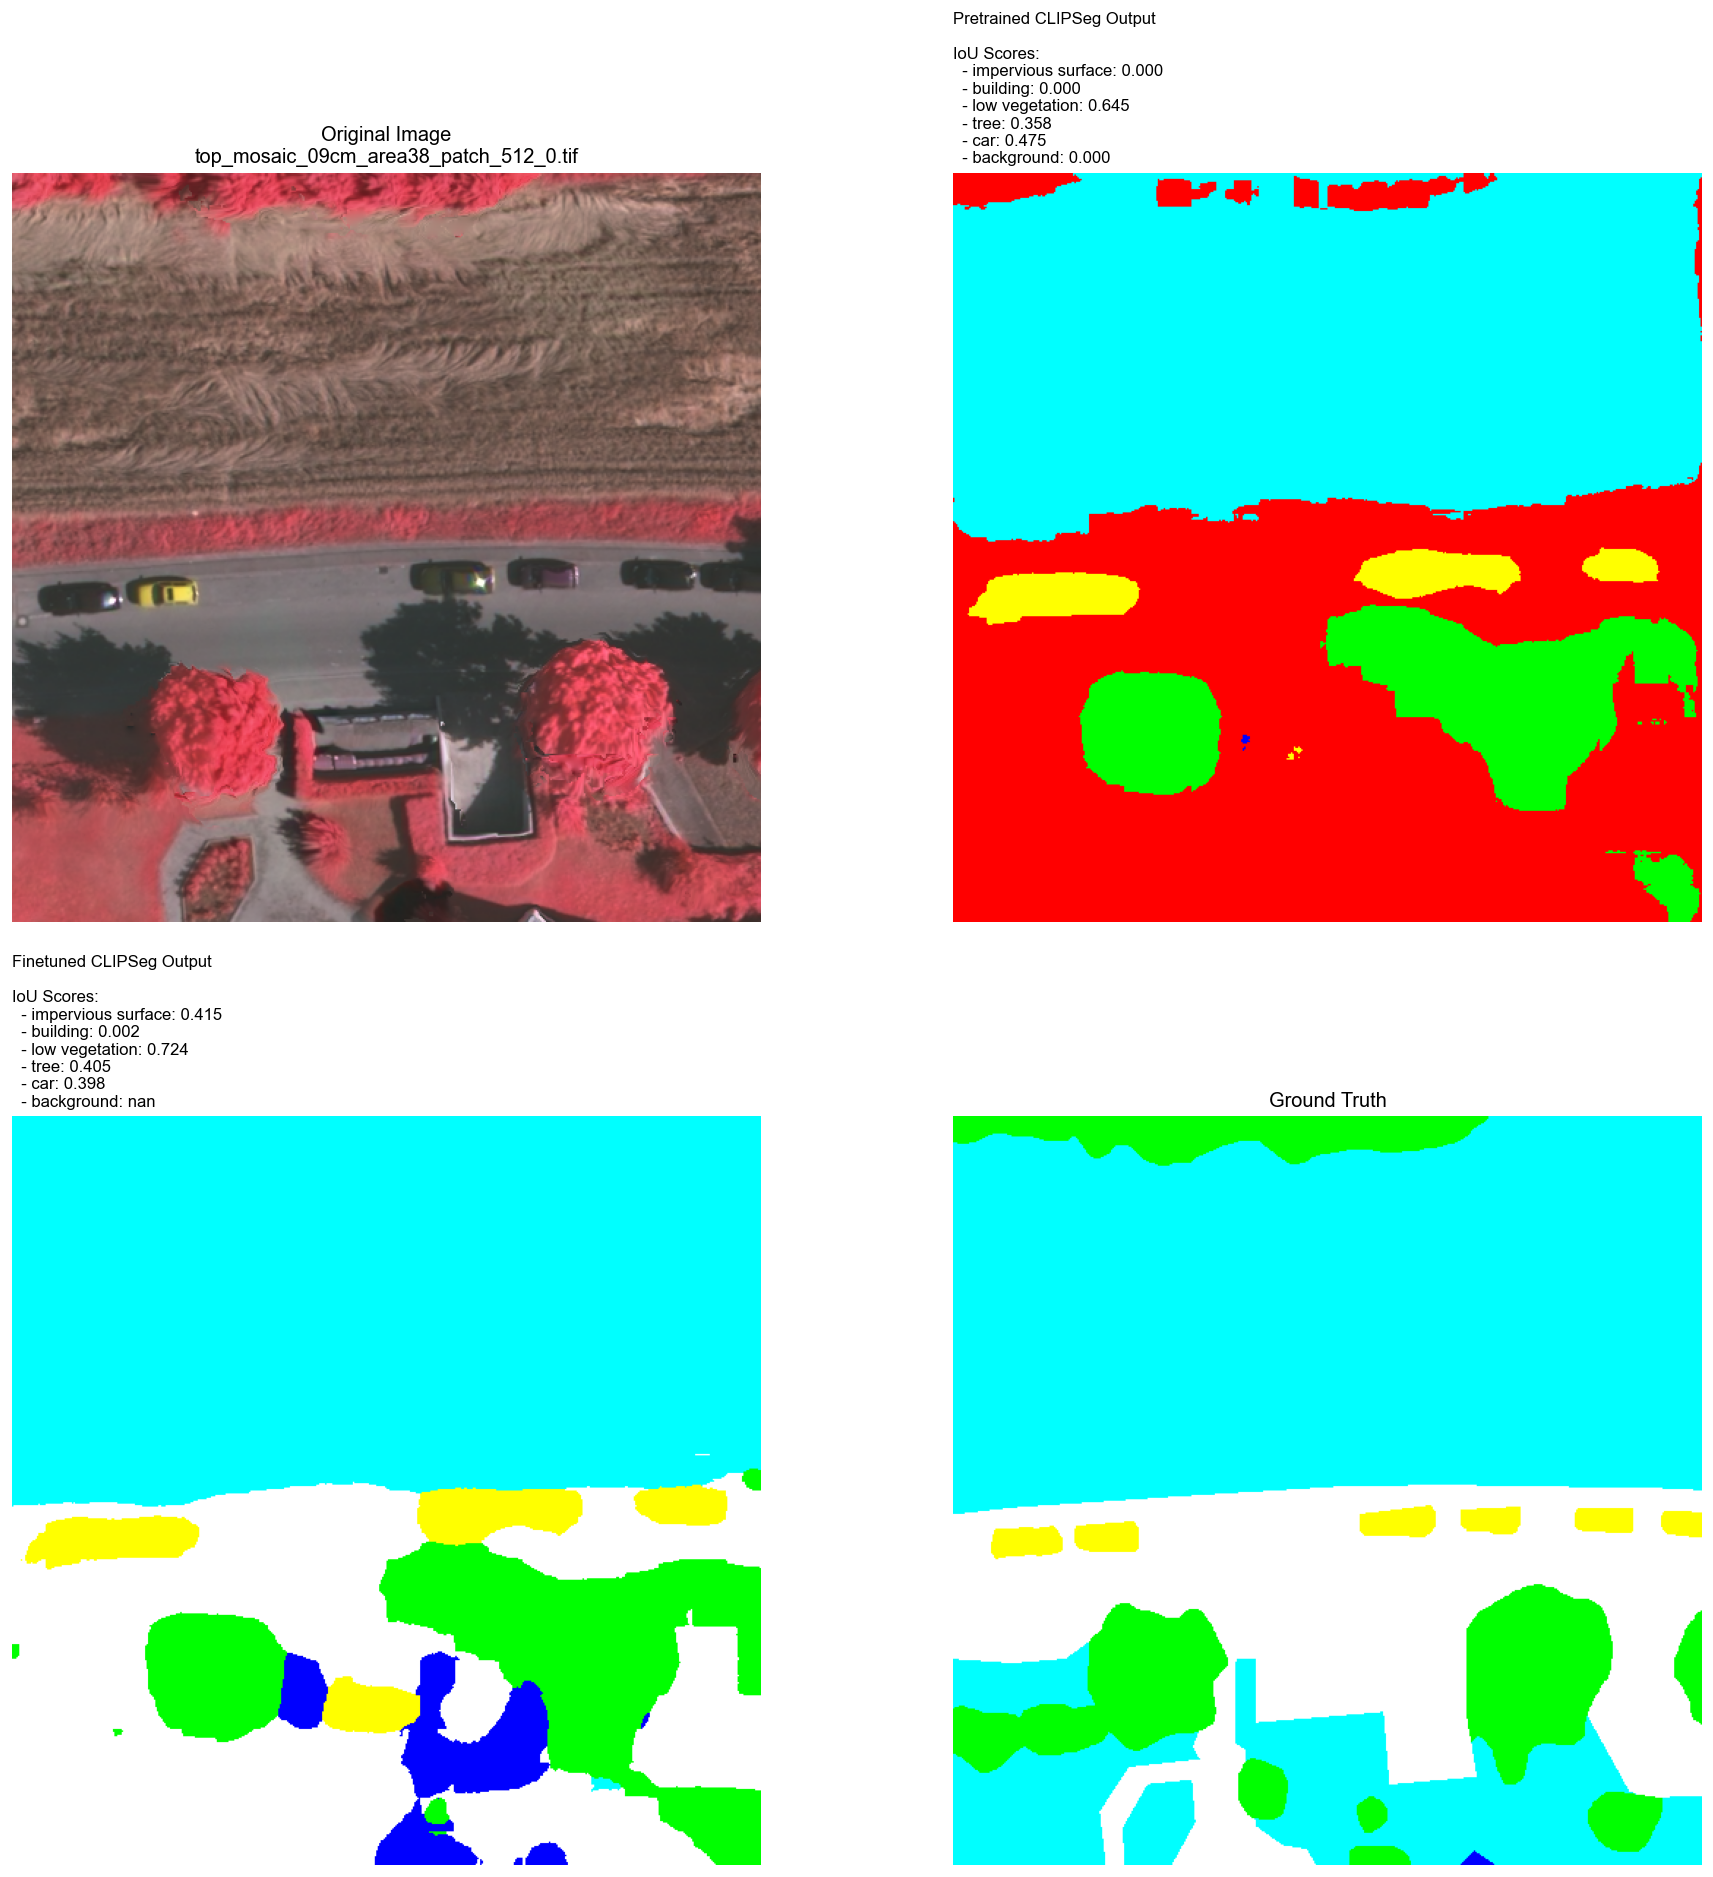 Original Image
top_mosaic_09cm_area38_patch_512_0.tif
Pretrained CLIPSeg Output
IoU Scores:
- impervious surface: 0.000
- building: 0.000
- low vegetation: 0.645
- tree: 0.358
- car: 0.475
- background: 0.000
Finetuned CLIPSeg Output
IoU Scores:
- impervious surface: 0.415
- building: 0.002
- low vegetation: 0.724
- tree: 0.405
- car: 0.398
- background: nan
Ground Truth